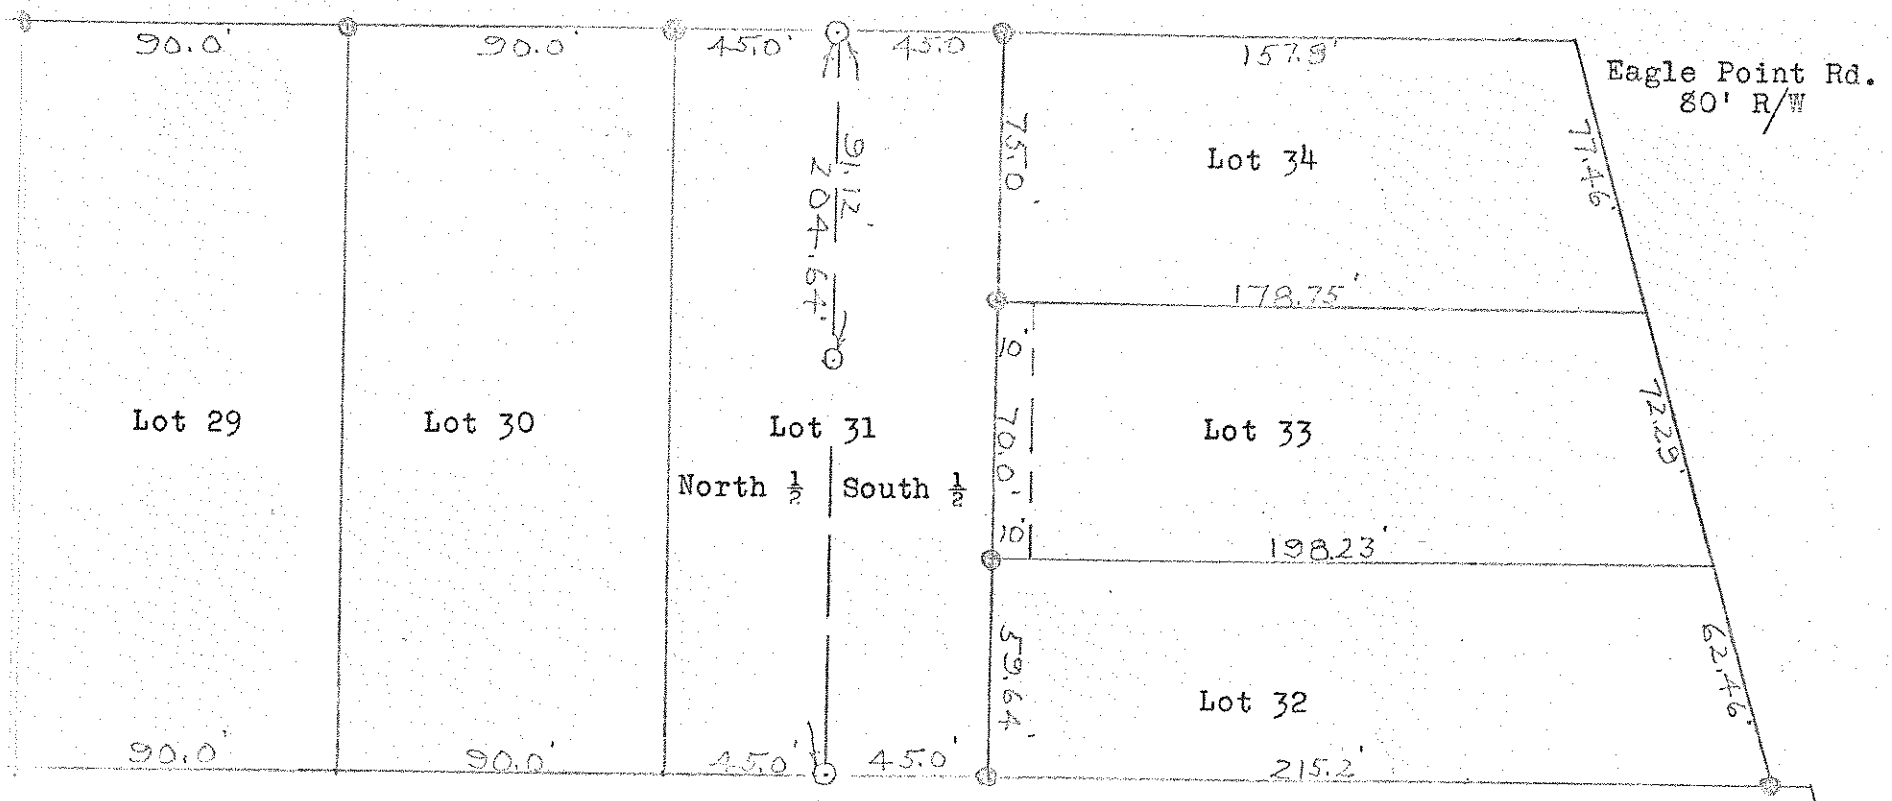 90.0'
90.0'
45.0'
45.0
157.8'
Eagle Point Rd.
80' R/W
75.0'
91.12'
204.64'
Lot 34
77.46'
178.75'
10'
Lot 29
Lot 30
Lot 31
70.0'
Lot 33
72.29'
North ½
South ½
10'
198.23'
59.64'
Lot 32
62.46'
90.0'
90.0'
45.0'
45.0'
215.2'